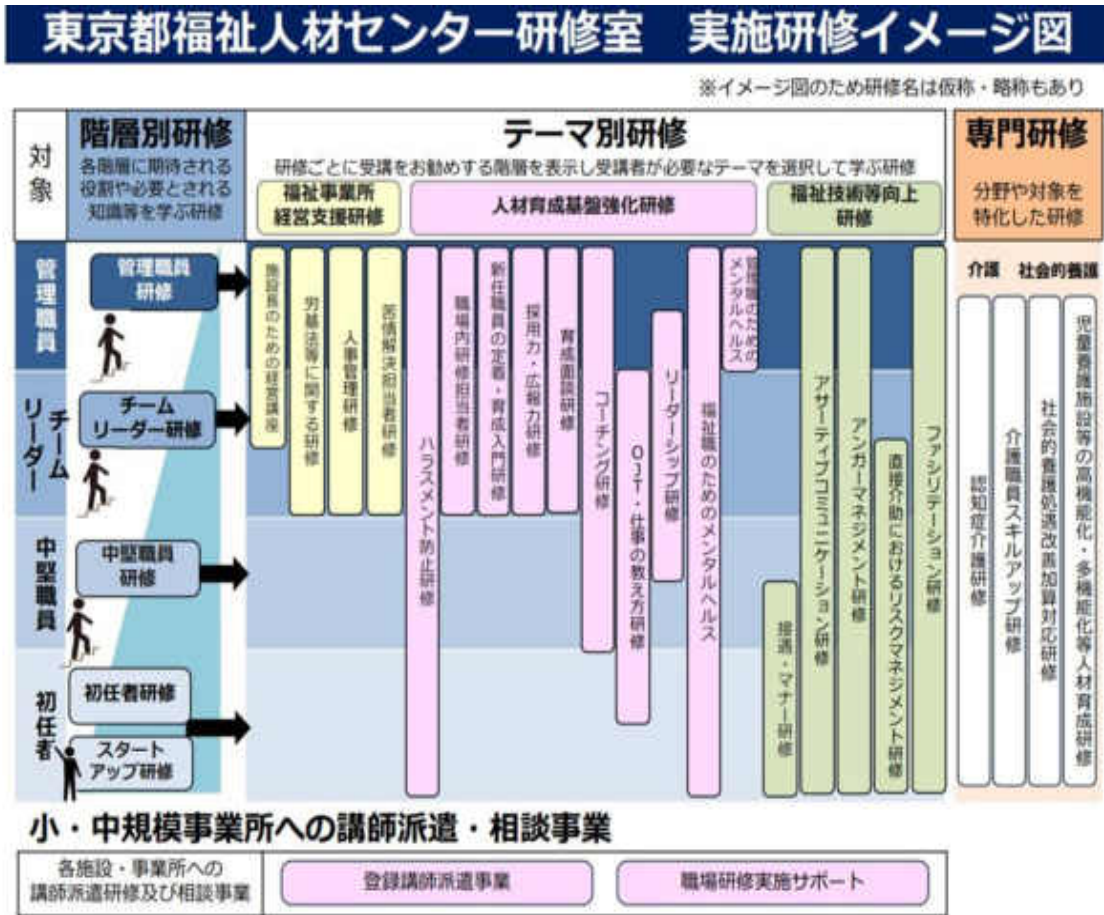 東京都福祉人材センター研修室 実施研修イメージ図
※イメージ図のため研修名は仮称・略称もあり
対象
階層別研修
各階層に期待される
役割や必要とされる
知識等を学ぶ研修
テーマ別研修
研修ごとに受講をお勧めする階層を表示し受講者が必要なテーマを選択して学ぶ研修
福祉事業所
経営支援研修
人材育成基盤強化研修
福祉技術等向上
研修
専門研修
分野や対象を
特化した研修
管理職員
管理職員
研修
チーム
リーダー
チーム
リーダー研修
中堅職員
中堅職員
研修
初任者
初任者研修
スタート
アップ研修
施設長のための経営講座
労基法等に関する研修
人事管理研修
苦情解決担当者研修
ハラスメント防止研修
職場内研修担当者研修
新任職員の定着・育成入門研修
採用力・広報力研修
育成面談研修
コーチング研修
OJT・仕事の教え方研修
リーダーシップ研修
福祉職のためのメンタルヘルス
管理職のための
メンタルヘルス
接遇・マナー研修
アサーティブコミュニケーション研修
アンガーマネジメント研修
直接介助におけるリスクマネジメント研修
ファシリテーション研修
介護
社会的養護
認知症介護研修
介護職員スキルアップ研修
社会的養護処遇改善加算対応研修
児童養護施設等の高機能化・多機能化等人材育成研修
小・中規模事業所への講師派遣・相談事業
各施設・事業所への
講師派遣研修及び相談事業
登録講師派遣事業
職場研修実施サポート